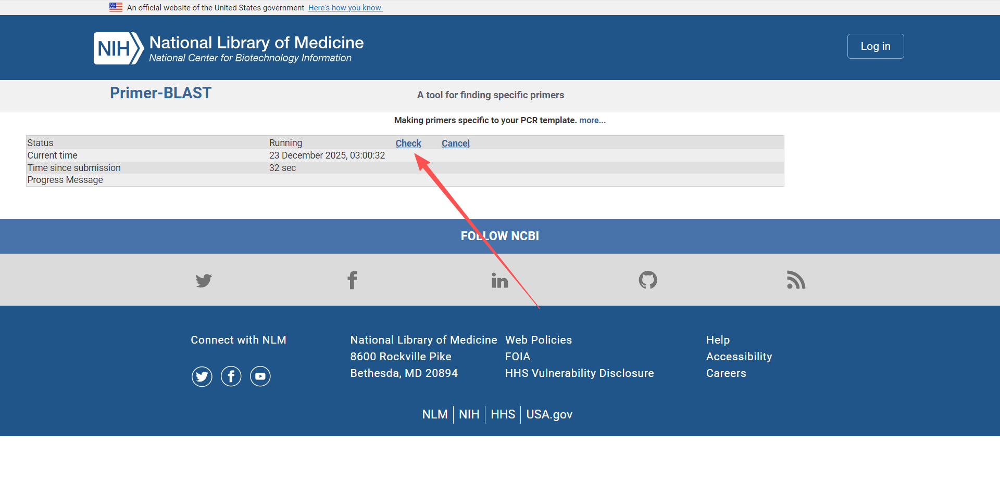 An official website of the United States government Here's how you know
NIH National Library of Medicine
National Center for Biotechnology Information
Log in
Primer-BLAST
A tool for finding specific primers
Making primers specific to your PCR template. more...
Status Running Check Cancel
Current time 23 December 2025, 03:00:32
Time since submission 32 sec
Progress Message
FOLLOW NCBI
Connect with NLM
National Library of Medicine
8600 Rockville Pike
Bethesda, MD 20894
Web Policies
FOIA
HHS Vulnerability Disclosure
Help
Accessibility
Careers
NLM NIH HHS USA.gov